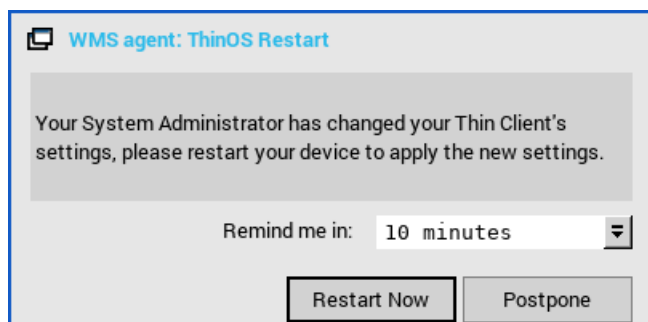 WMS agent: ThinOS Restart
Your System Administrator has changed your Thin Client's
settings, please restart your device to apply the new settings.
Remind me in: 10 minutes
Restart Now Postpone